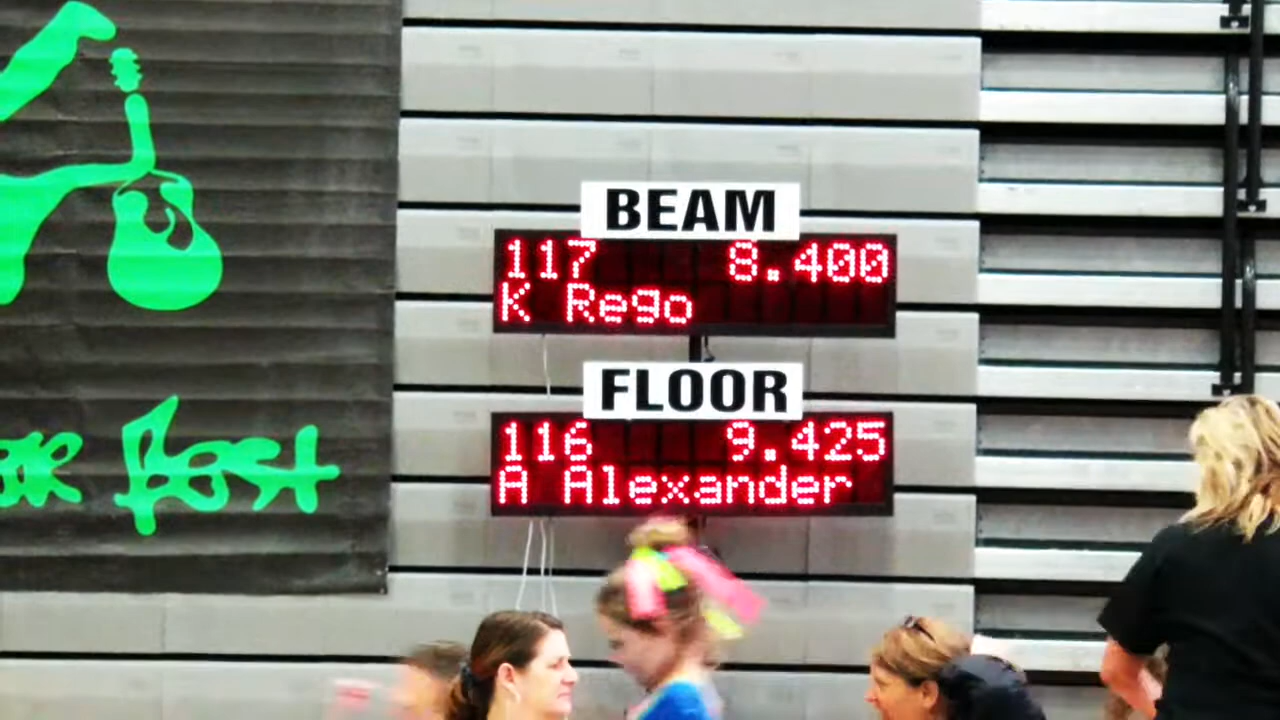 BEAM
117 8.400
K Rego
FLOOR
116 9.425
A Alexander